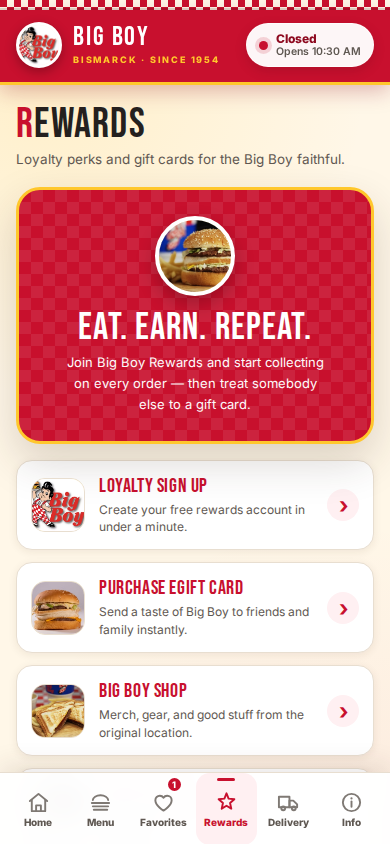 Big Boy
BIG BOY
BISMARCK · SINCE 1954
Closed
Opens 10:30 AM
REWARDS
Loyalty perks and gift cards for the Big Boy faithful.
EAT. EARN. REPEAT.
Join Big Boy Rewards and start collecting
on every order — then treat somebody
else to a gift card.
Big Boy
LOYALTY SIGN UP
Create your free rewards account in
under a minute.
PURCHASE EGIFT CARD
Send a taste of Big Boy to friends and
family instantly.
BIG BOY SHOP
Merch, gear, and good stuff from the
original location.
1
Home
Menu
Favorites
Rewards
Delivery
Info